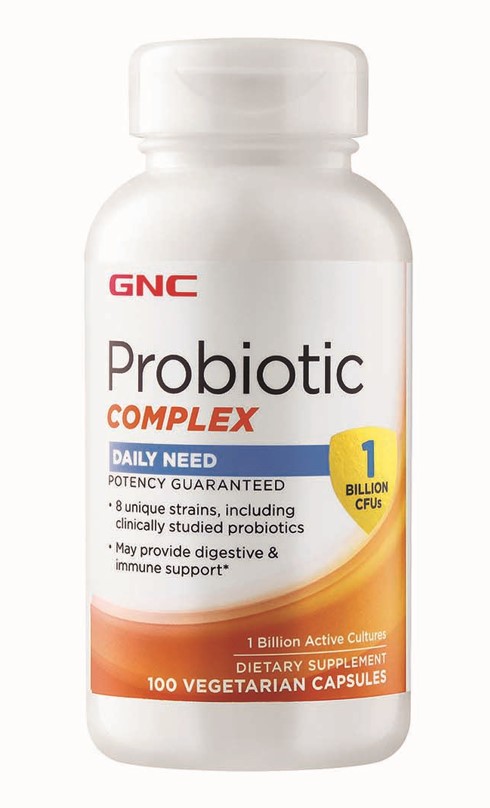 GNC
Probiotic
COMPLEX
DAILY NEED
POTENCY GUARANTEED
1
BILLION
CFUs
• 8 unique strains, including
clinically studied probiotics
• May provide digestive &
immune support*
1 Billion Active Cultures
DIETARY SUPPLEMENT
100 VEGETARIAN CAPSULES